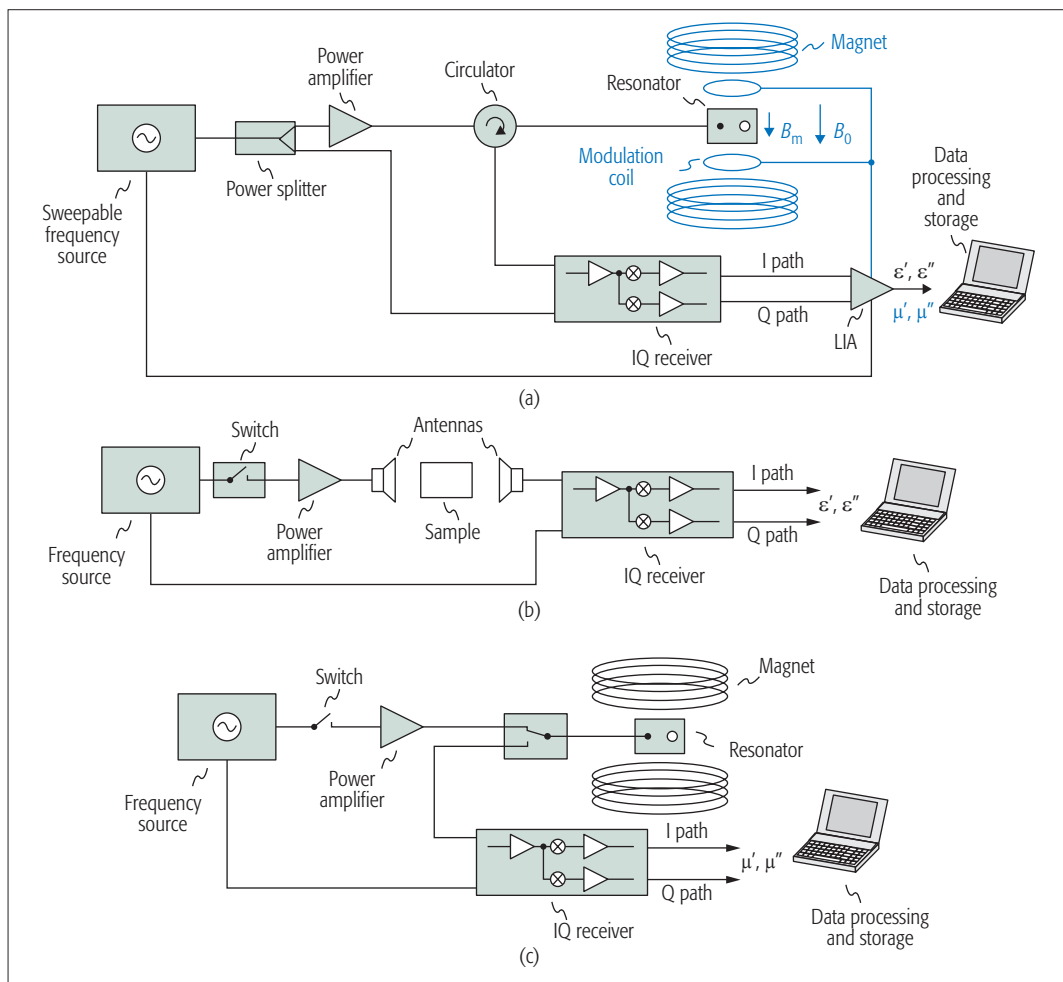 Magnet
Power
amplifier
Circulator
Resonator
Bm
B0
Modulation
coil
Power splitter
Sweepable
frequency
source
Data
processing
and
storage
I path
Q path
ε′, ε″
μ′, μ″
LIA
IQ receiver
(a)
Switch
Antennas
Power
amplifier
Sample
Frequency
source
I path
ε′, ε″
Q path
IQ receiver
Data processing
and storage
(b)
Magnet
Switch
Resonator
Power
amplifier
Frequency
source
I path
μ′, μ″
Q path
IQ receiver
Data processing
and storage
(c)